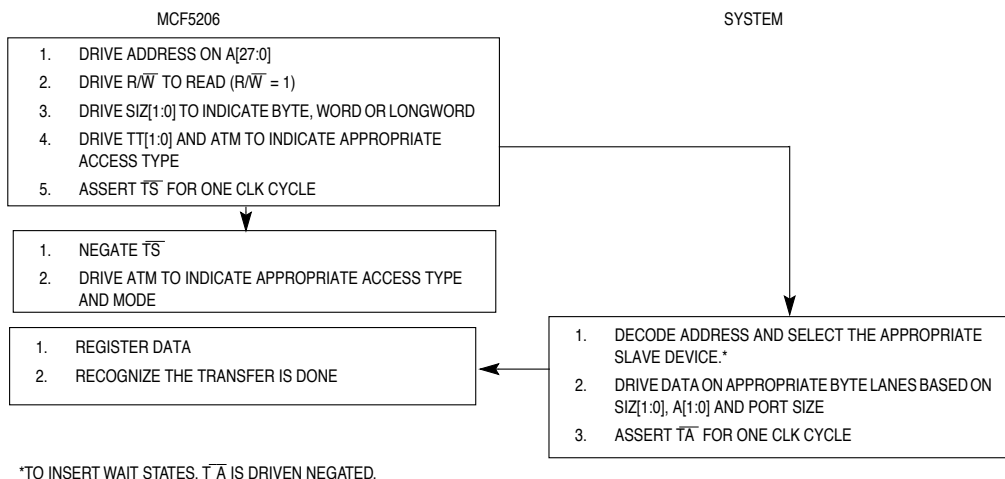 MCF5206
SYSTEM
1. DRIVE ADDRESS ON A[27:0]
2. DRIVE R/W̅ TO READ (R/W̅ = 1)
3. DRIVE SIZ[1:0] TO INDICATE BYTE, WORD OR LONGWORD
4. DRIVE TT[1:0] AND ATM TO INDICATE APPROPRIATE
ACCESS TYPE
5. ASSERT T̅S̅ FOR ONE CLK CYCLE
1. NEGATE T̅S̅
2. DRIVE ATM TO INDICATE APPROPRIATE ACCESS TYPE
AND MODE
1. DECODE ADDRESS AND SELECT THE APPROPRIATE
SLAVE DEVICE.*
2. DRIVE DATA ON APPROPRIATE BYTE LANES BASED ON
SIZ[1:0], A[1:0] AND PORT SIZE
3. ASSERT T̅A̅ FOR ONE CLK CYCLE
1. REGISTER DATA
2. RECOGNIZE THE TRANSFER IS DONE
*TO INSERT WAIT STATES, T̅A̅ IS DRIVEN NEGATED.